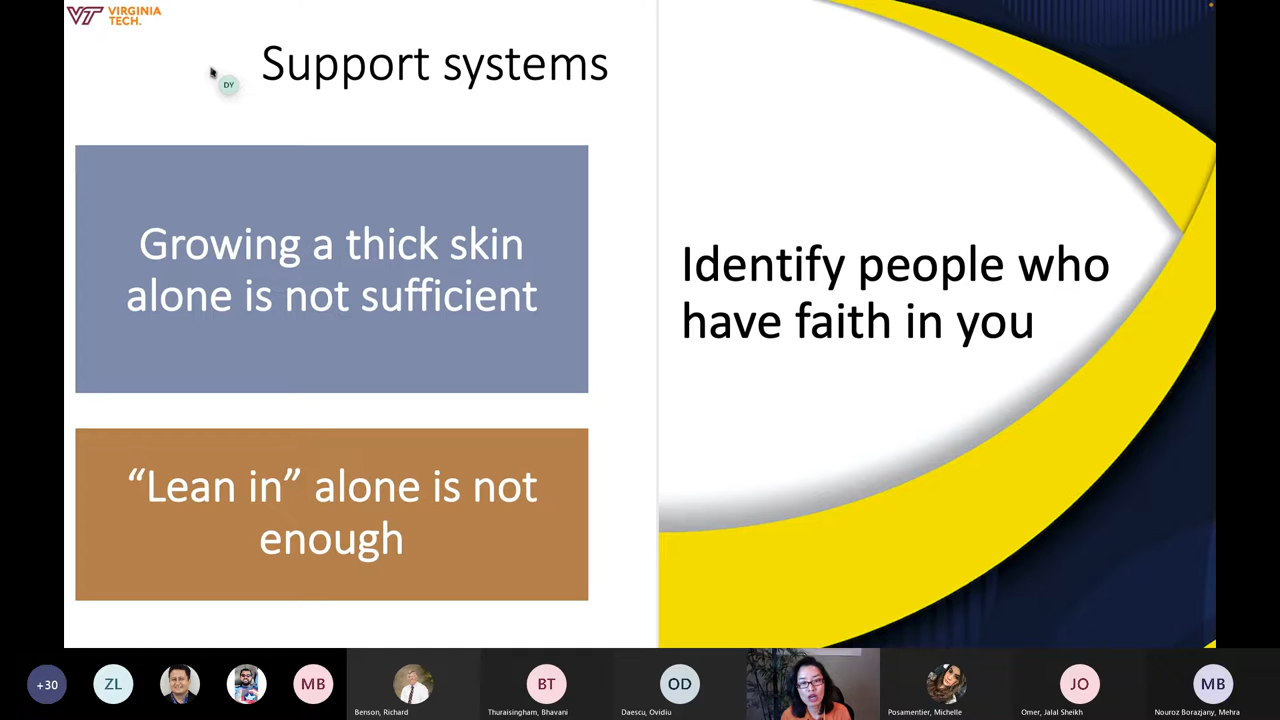 VIRGINIA
TECH.
Support systems
DY
Growing a thick skin
alone is not sufficient
“Lean in” alone is not
enough
Identify people who
have faith in you
+30
ZL
MB
Benson, Richard
BT
Thuraisingham, Bhavani
OD
Daescu, Ovidiu
Posamentier, Michelle
JO
Omer, Jalal Sheikh
MB
Nouroz Borazjany, Mehra